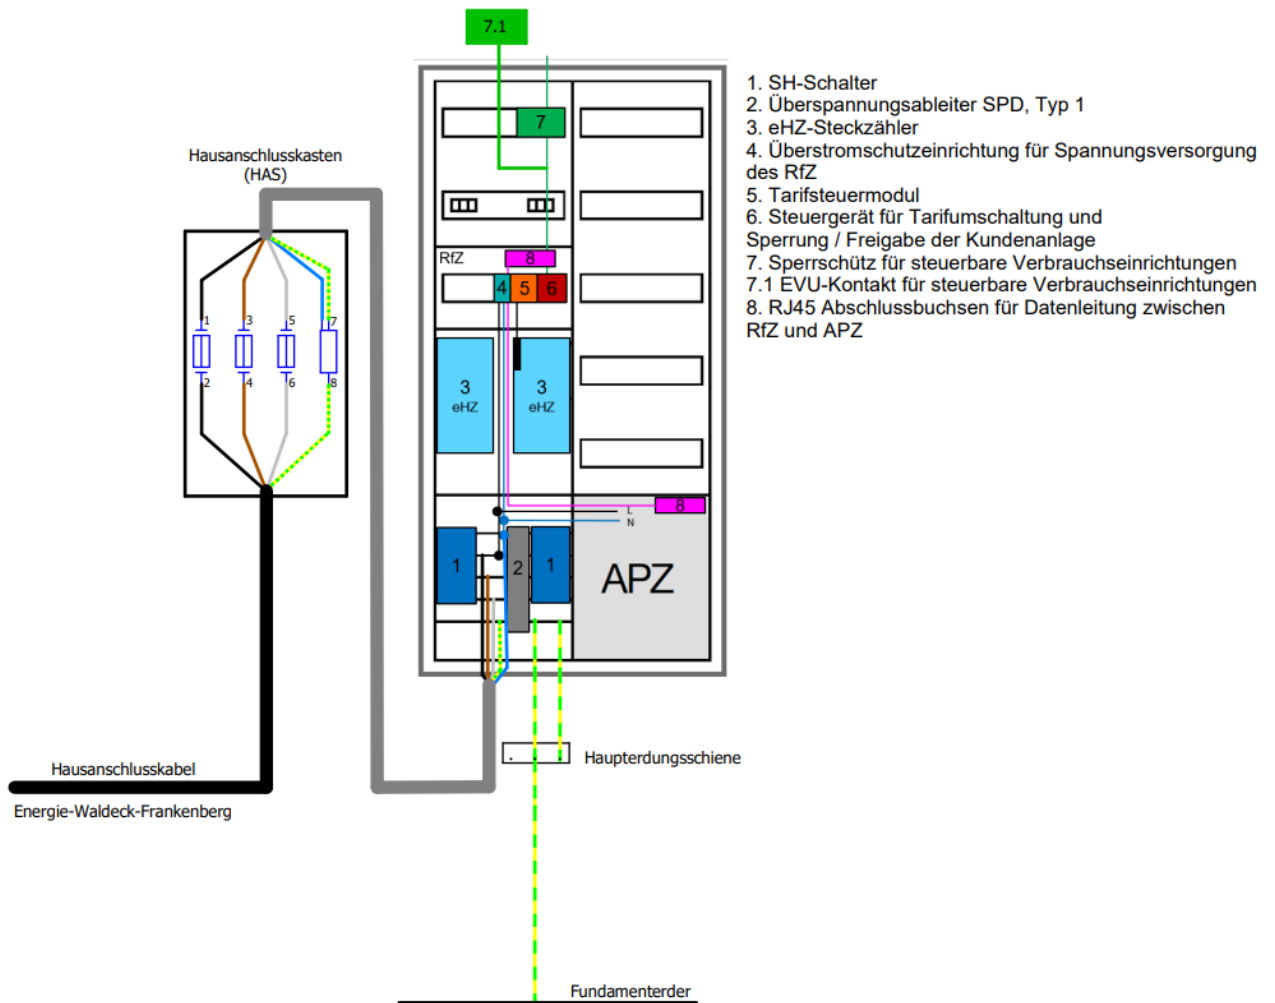 7.1
1. SH-Schalter
2. Überspannungsableiter SPD, Typ 1
3. eHZ-Steckzähler
4. Überstromschutzeinrichtung für Spannungsversorgung
des RfZ
5. Tarifsteuermodul
6. Steuergerät für Tarifumschaltung und
Sperrung / Freigabe der Kundenanlage
7. Sperrschütz für steuerbare Verbrauchseinrichtungen
7.1 EVU-Kontakt für steuerbare Verbrauchseinrichtungen
8. RJ45 Abschlussbuchsen für Datenleitung zwischen
RfZ und APZ
7
Hausanschlusskasten
(HAS)
RfZ
8
4 5 6
1 3 5 7
2 4 6 8
3 3
eHZ eHZ
8
L
N
1 2 1
APZ
Haupterdungsschiene
Hausanschlusskabel
Energie-Waldeck-Frankenberg
Fundamenterder